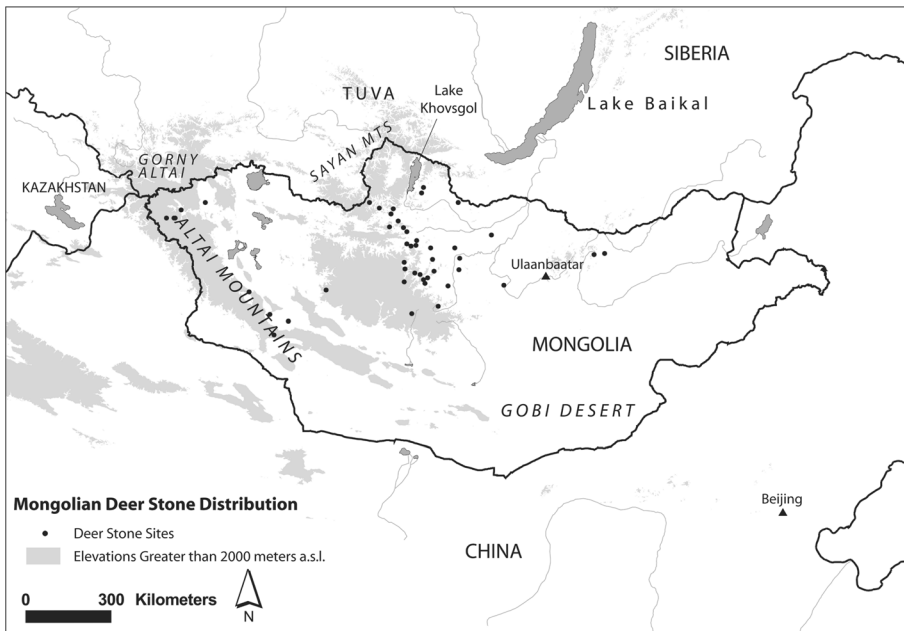 SIBERIA
TUVA
Lake
Khovsgol
Lake Baikal
SAYAN MTS
GORNY
ALTAI
KAZAKHSTAN
ALTAI MOUNTAINS
Ulaanbaatar
MONGOLIA
GOBI DESERT
Beijing
CHINA
Mongolian Deer Stone Distribution
Deer Stone Sites
Elevations Greater than 2000 meters a.s.l.
0 300 Kilometers
N